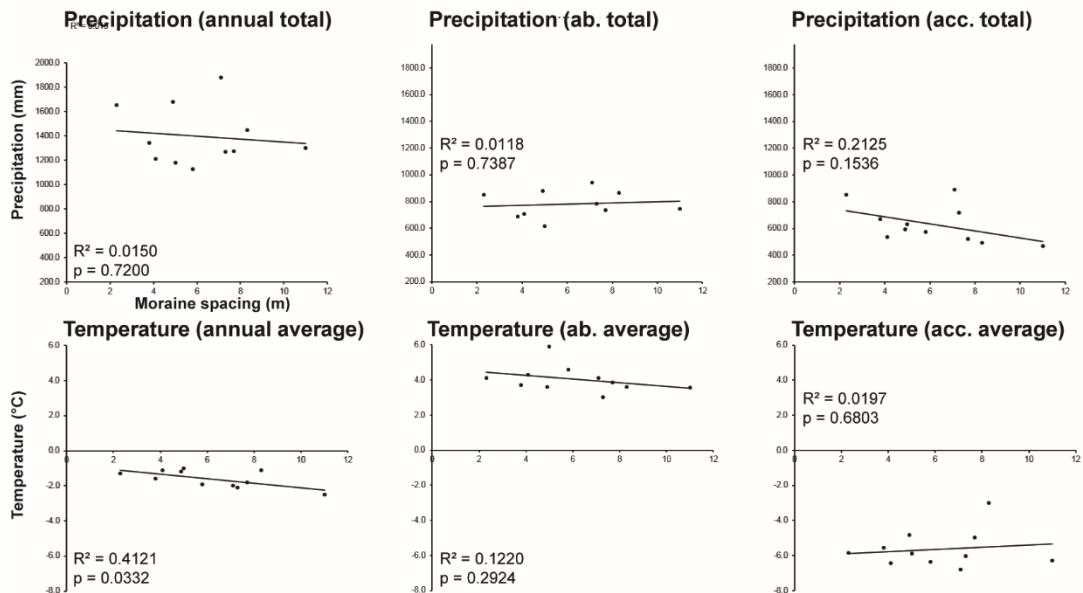 Precipitation (annual total)
Precipitation (ab. total)
Precipitation (acc. total)
Precipitation (mm)
2000.0
1800.0
1600.0
1400.0
1200.0
1000.0
800.0
600.0
400.0
200.0
0 2 4 6 8 10 12
R² = 0.0150
p = 0.7200
Moraine spacing (m)
1800.0
1600.0
1400.0
1200.0
1000.0
800.0
600.0
400.0
200.0
0 2 4 6 8 10 12
R² = 0.0118
p = 0.7387
1800.0
1600.0
1400.0
1200.0
1000.0
800.0
600.0
400.0
200.0
0 2 4 6 8 10 12
R² = 0.2125
p = 0.1536
Temperature (annual average)
Temperature (ab. average)
Temperature (acc. average)
Temperature (°C)
6.0
4.0
2.0
0.0
-2.0
-4.0
-6.0
-8.0
0 2 4 6 8 10 12
R² = 0.4121
p = 0.0332
6.0
4.0
2.0
0.0
-2.0
-4.0
-6.0
-8.0
0 2 4 6 8 10 12
R² = 0.1220
p = 0.2924
6.0
4.0
2.0
0.0
-2.0
-4.0
-6.0
-8.0
0 2 4 6 8 10 12
R² = 0.0197
p = 0.6803